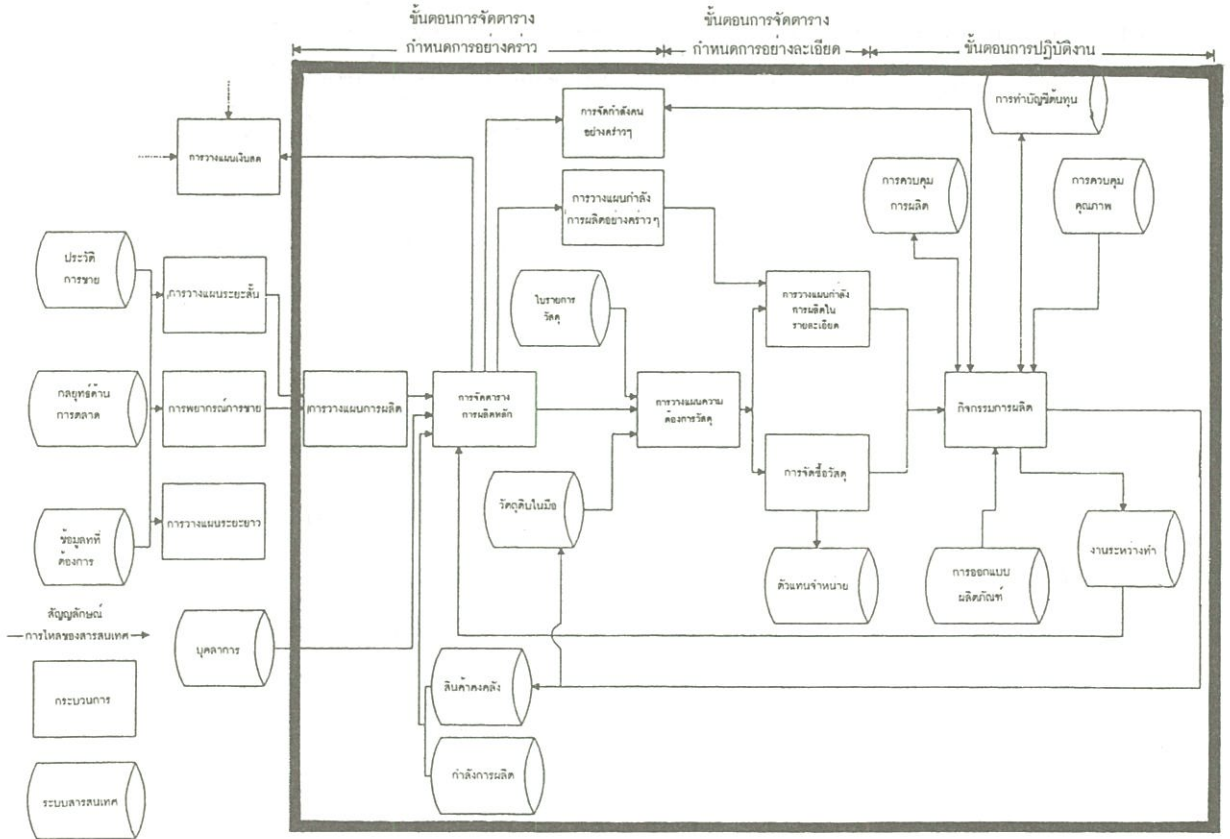 ขั้นตอนการจัดตาราง
กำหนดการอย่างคร่าว
ขั้นตอนการจัดตาราง
กำหนดการอย่างละเอียด
ขั้นตอนการปฏิบัติงาน
การวางแผนเงินสด
การจัดกำลังคน
อย่างคร่าวๆ
การทำบัญชีต้นทุน
การวางแผนกำลัง
การผลิตอย่างคร่าวๆ
การควบคุม
การผลิต
การควบคุม
คุณภาพ
ประวัติ
การขาย
การวางแผนระยะสั้น
ใบรายการ
วัสดุ
การวางแผนกำลัง
การผลิตใน
รายละเอียด
กลยุทธ์ด้าน
การตลาด
การพยากรณ์การขาย
การวางแผนการผลิต
การจัดตาราง
การผลิตหลัก
การวางแผนความ
ต้องการวัสดุ
กิจกรรมการผลิต
การจัดซื้อวัสดุ
วัตถุดิบในมือ
ข้อมูลทที่
ต้องการ
การวางแผนระยะยาว
ตัวแทนจำหน่าย
การออกแบบ
ผลิตภัณฑ์
งานระหว่างทำ
สัญญลักษณ์
การไหลของสารสนเทศ
บุคลาการ
กระบวนการ
สินค้าคงคลัง
กำลังการผลิต
ระบบสารสนเทศ